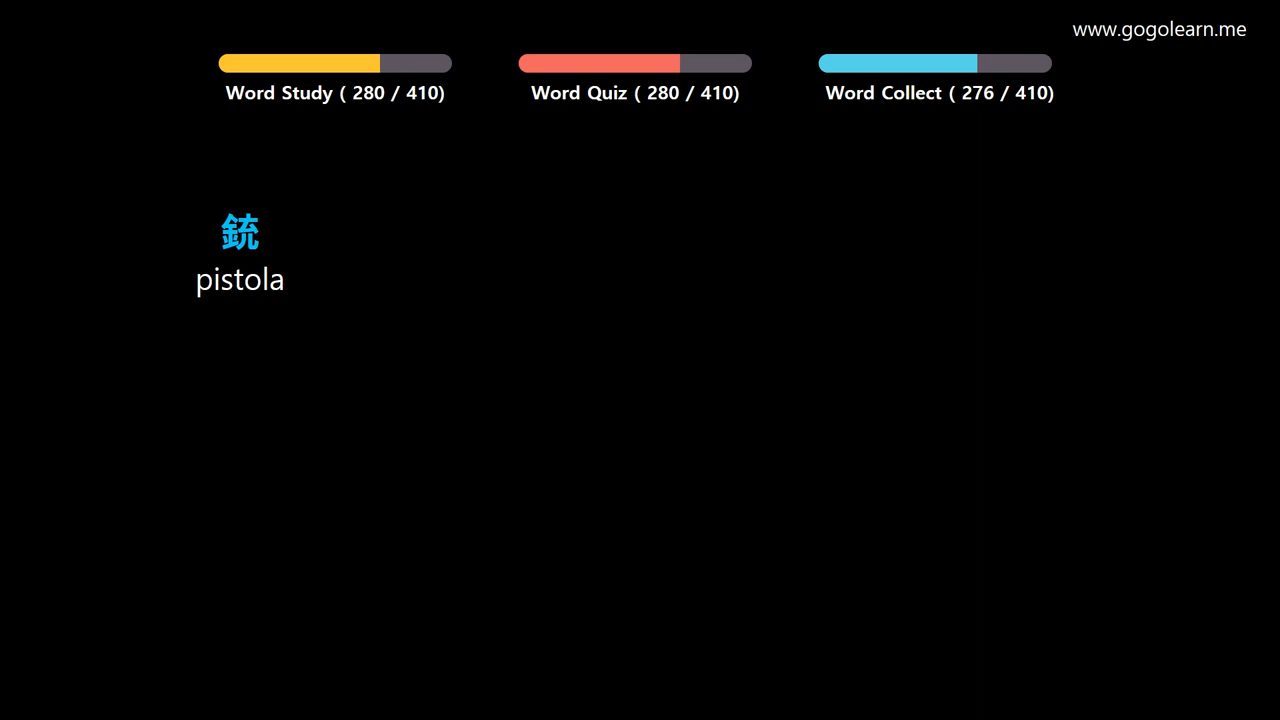 www.gogolearn.me
Word Study ( 280 / 410)
Word Quiz ( 280 / 410)
Word Collect ( 276 / 410)
銃
pistola